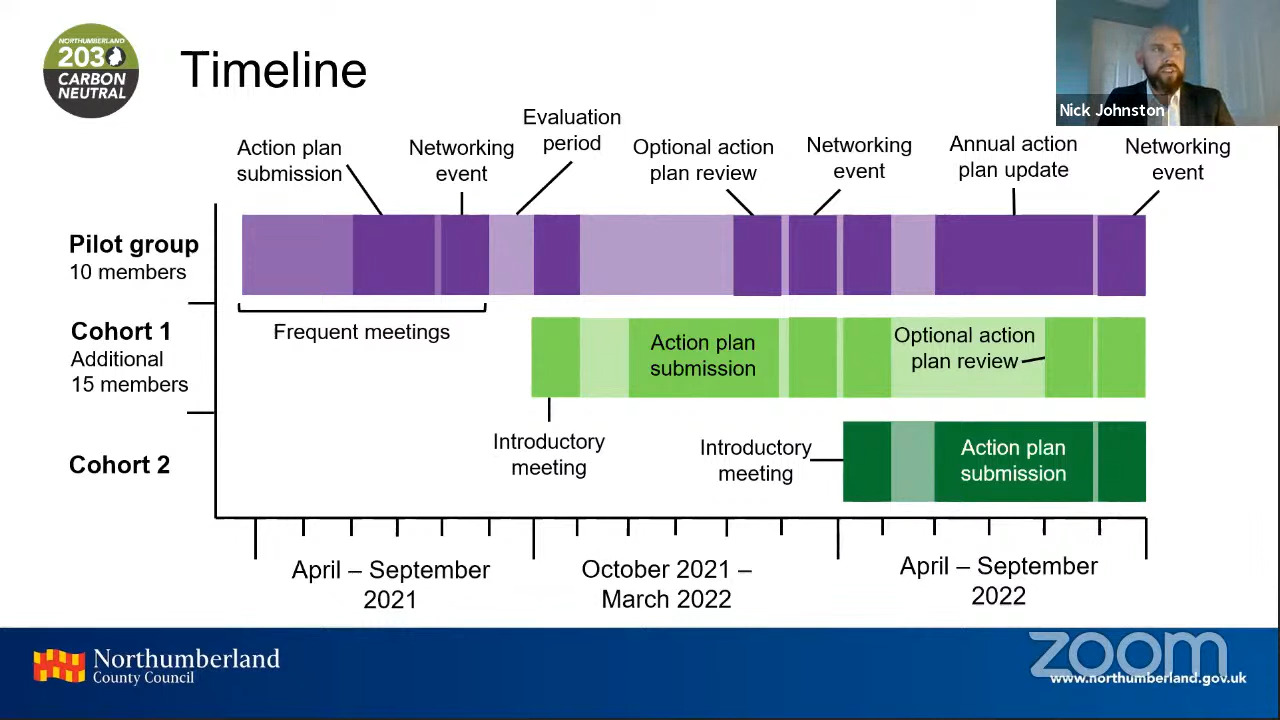 NORTHUMBERLAND
2030
CARBON
NEUTRAL
Timeline
Nick Johnston
Action plan
submission
Networking
event
Evaluation
period
Optional action
plan review
Networking
event
Annual action
plan update
Networking
event
Pilot group
10 members
Frequent meetings
Cohort 1
Additional
15 members
Action plan
submission
Optional action
plan review
Introductory
meeting
Cohort 2
Introductory
meeting
Action plan
submission
April – September
2021
October 2021 –
March 2022
April – September
2022
Northumberland
County Council
zoom
www.northumberland.gov.uk